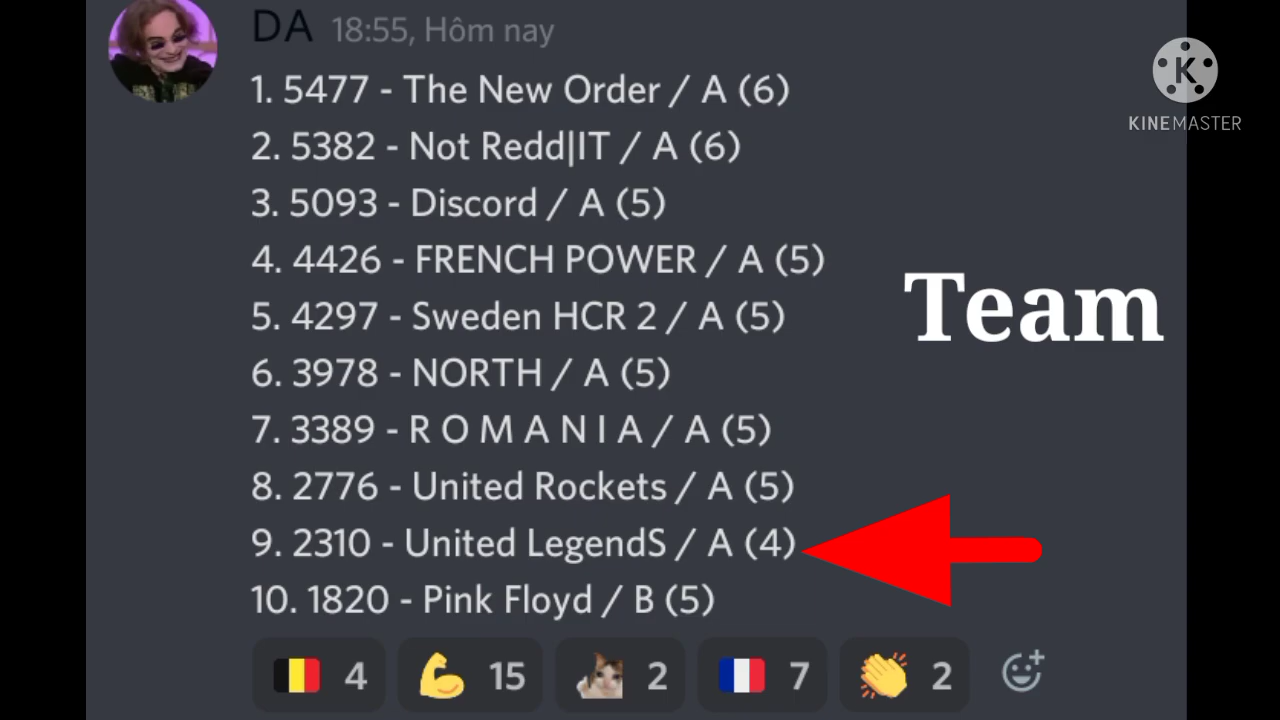 DA 18:55, Hôm nay
1. 5477 - The New Order / A (6)
2. 5382 - Not Redd|IT / A (6)
3. 5093 - Discord / A (5)
4. 4426 - FRENCH POWER / A (5)
5. 4297 - Sweden HCR 2 / A (5)
6. 3978 - NORTH / A (5)
7. 3389 - R O M A N I A / A (5)
8. 2776 - United Rockets / A (5)
9. 2310 - United LegendS / A (4)
10. 1820 - Pink Floyd / B (5)
4 15 2 7 2
Team
K
KINEMASTER